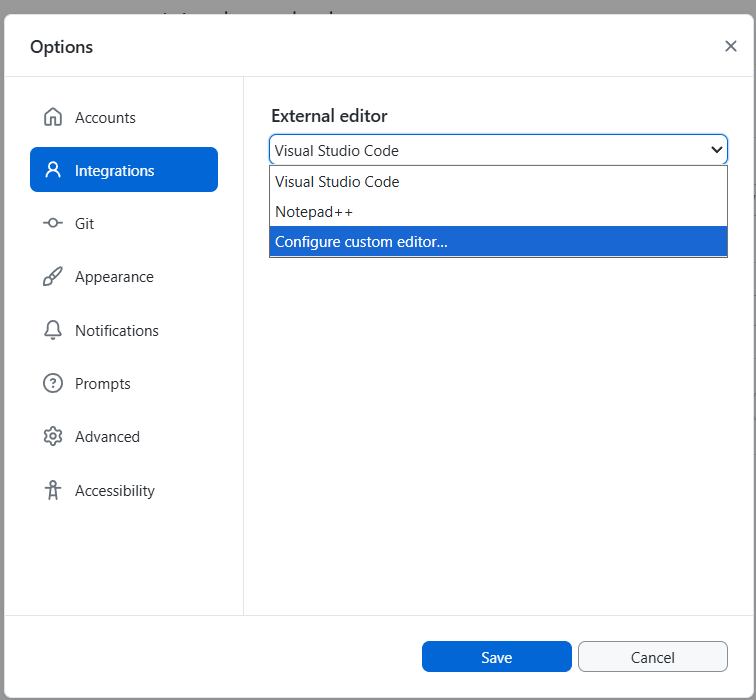 Options
Accounts
Integrations
Git
Appearance
Notifications
Prompts
Advanced
Accessibility
External editor
Visual Studio Code
Visual Studio Code
Notepad++
Configure custom editor...
Save
Cancel